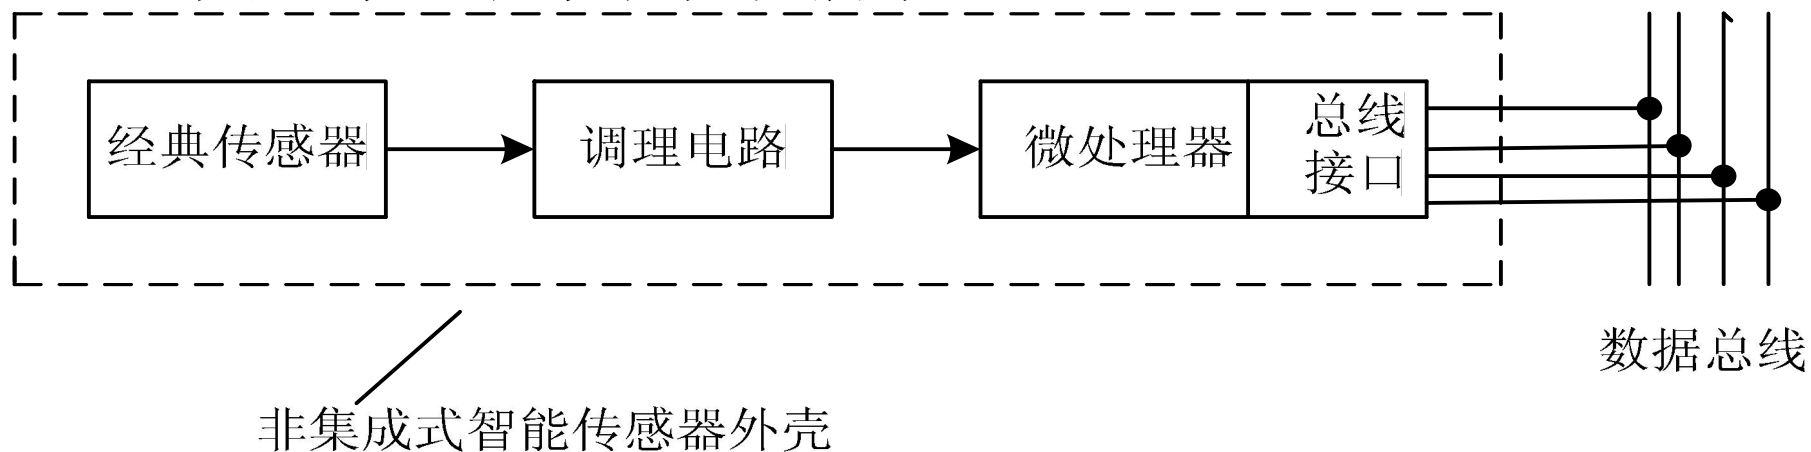 经典传感器
调理电路
微处理器
总线
接口
数据总线
非集成式智能传感器外壳